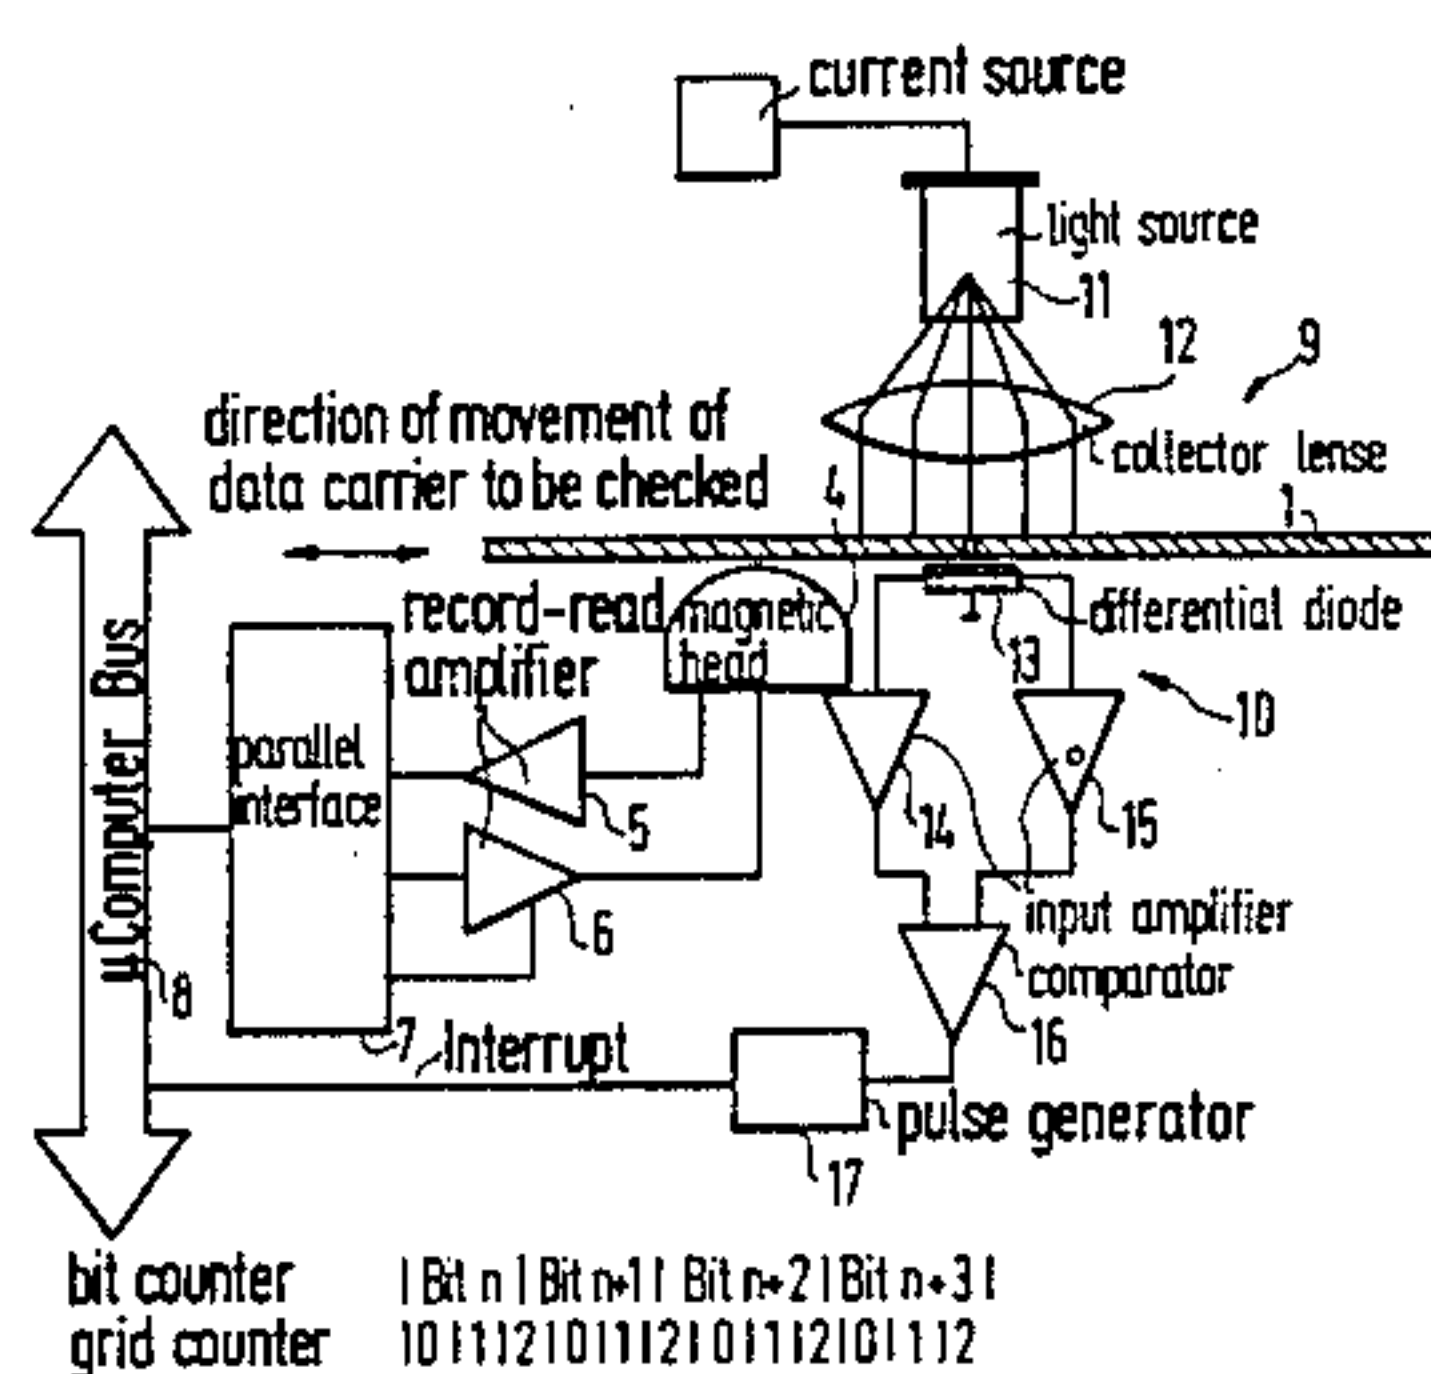 current source
light source
11
12
9
direction of movement of
data carrier to be checked
collector lense
4
1
record-read
amplifier
magnetic
head
differential diode
13
10
µComputer Bus
parallel
interface
5
14
15
6
input amplifier
comparator
8
7
Interrupt
16
pulse generator
17
bit counter | Bit n | Bit n+1 | Bit n+2 | Bit n+3 |
grid counter |0|1|2|0|1|2|0|1|2|0|1|2